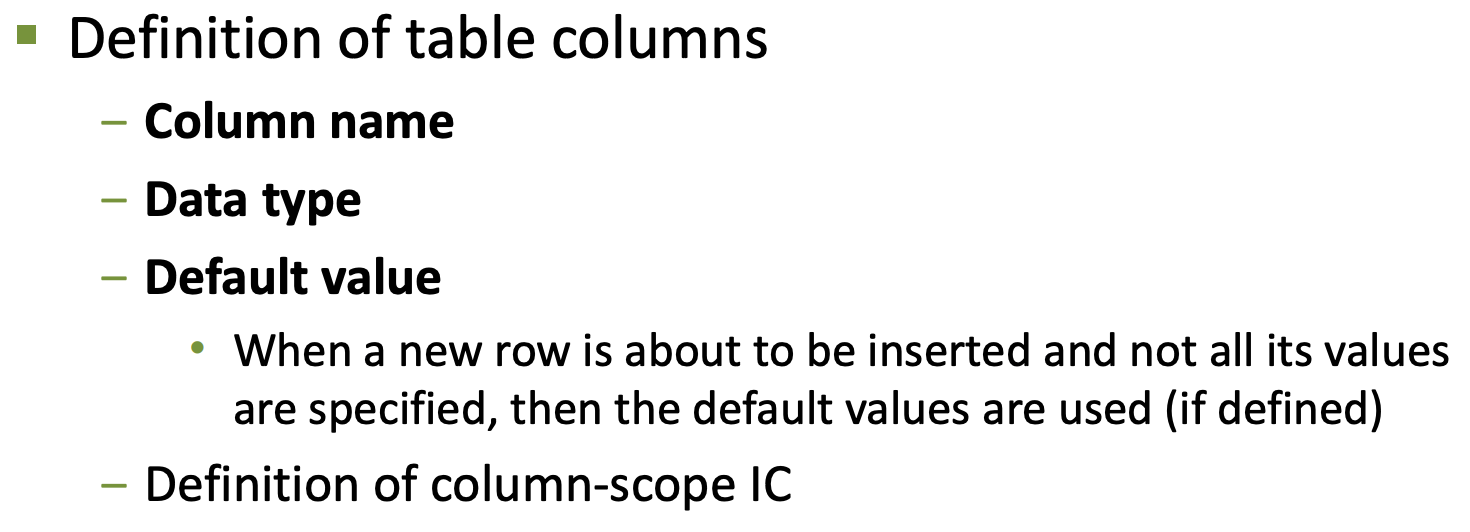 ▪ Definition of table columns
– Column name
– Data type
– Default value
• When a new row is about to be inserted and not all its values
are specified, then the default values are used (if defined)
– Definition of column-scope IC